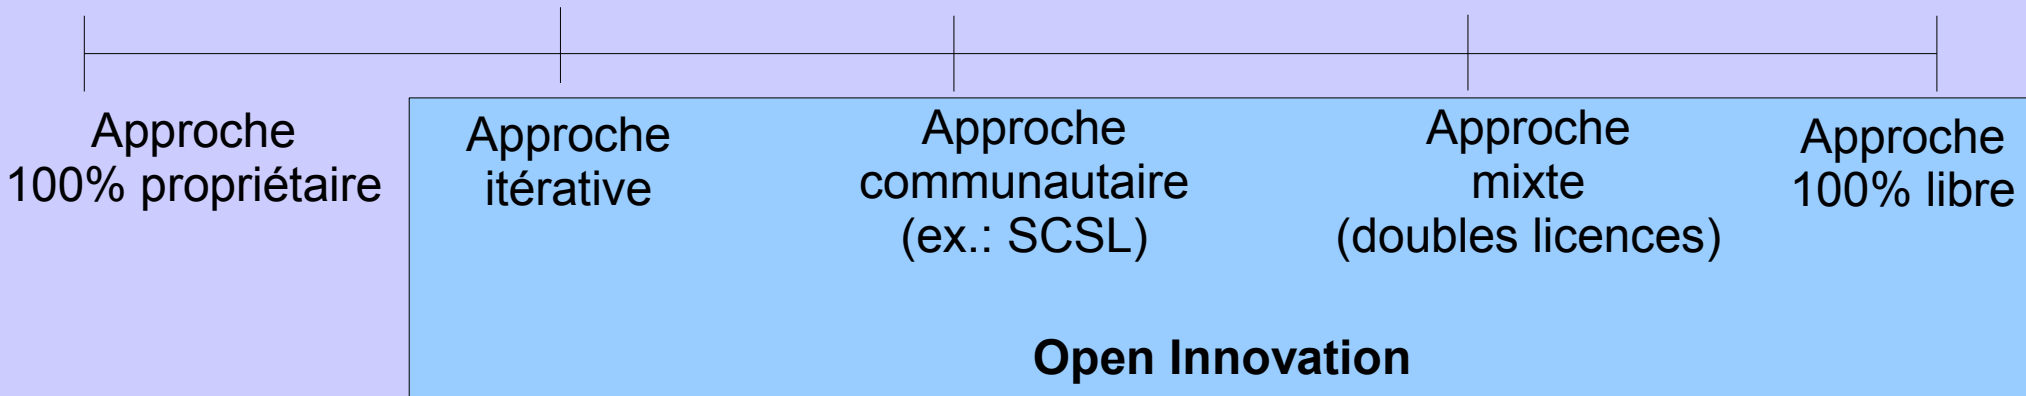 Approche
100% propriétaire
Approche
itérative
Approche
communautaire
(ex.: SCSL)
Approche
mixte
(doubles licences)
Approche
100% libre
Open Innovation